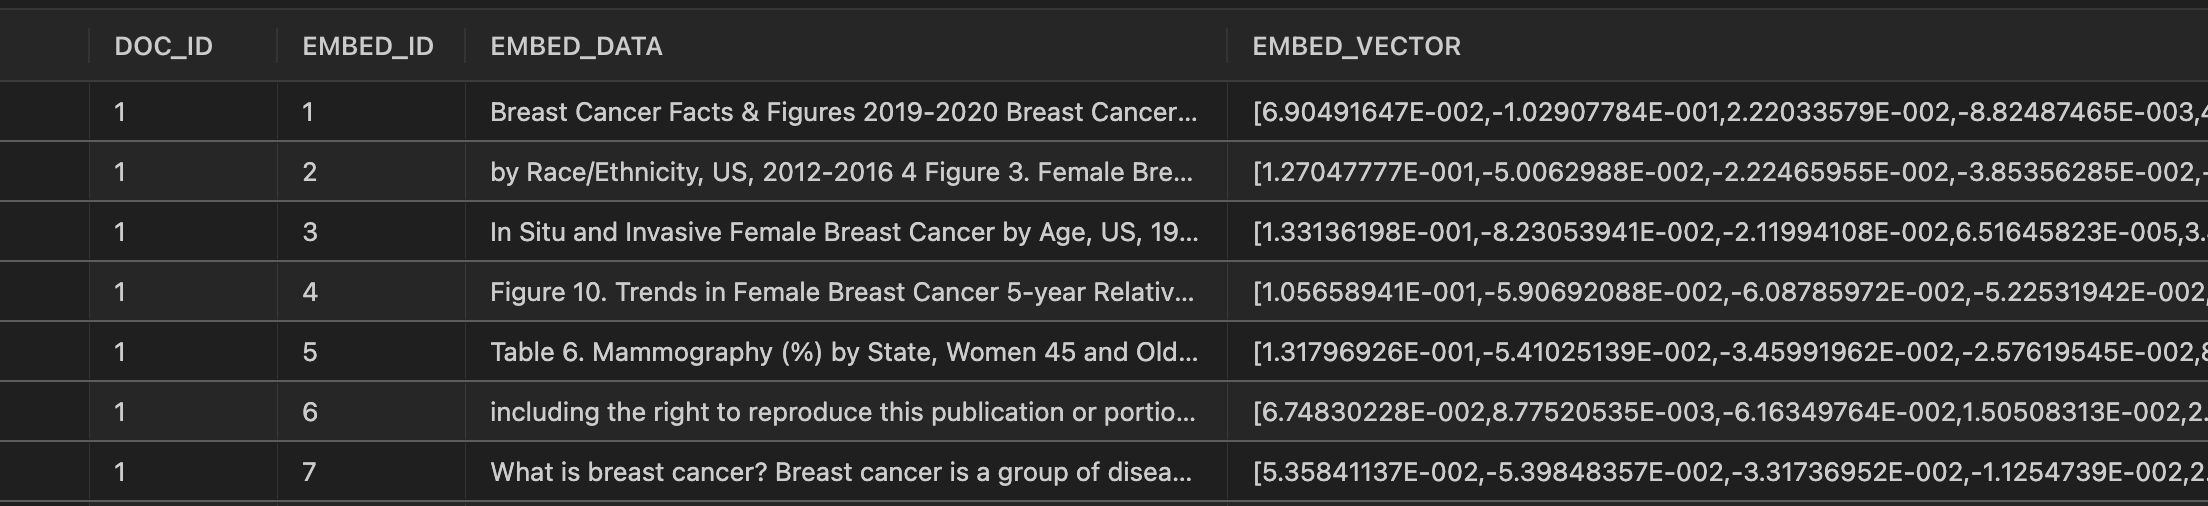 DOC_ID EMBED_ID EMBED_DATA EMBED_VECTOR
1 1 Breast Cancer Facts & Figures 2019-2020 Breast Cancer... [6.90491647E-002,-1.02907784E-001,2.22033579E-002,-8.82487465E-003,4
1 2 by Race/Ethnicity, US, 2012-2016 4 Figure 3. Female Bre... [1.27047777E-001,-5.0062988E-002,-2.22465955E-002,-3.85356285E-002,-
1 3 In Situ and Invasive Female Breast Cancer by Age, US, 19... [1.33136198E-001,-8.23053941E-002,-2.11994108E-002,6.51645823E-005,3.
1 4 Figure 10. Trends in Female Breast Cancer 5-year Relativ... [1.05658941E-001,-5.90692088E-002,-6.08785972E-002,-5.22531942E-002,
1 5 Table 6. Mammography (%) by State, Women 45 and Old... [1.31796926E-001,-5.41025139E-002,-3.45991962E-002,-2.57619545E-002,8
1 6 including the right to reproduce this publication or portio... [6.74830228E-002,8.77520535E-003,-6.16349764E-002,1.50508313E-002,2.
1 7 What is breast cancer? Breast cancer is a group of disea... [5.35841137E-002,-5.39848357E-002,-3.31736952E-002,-1.1254739E-002,2.